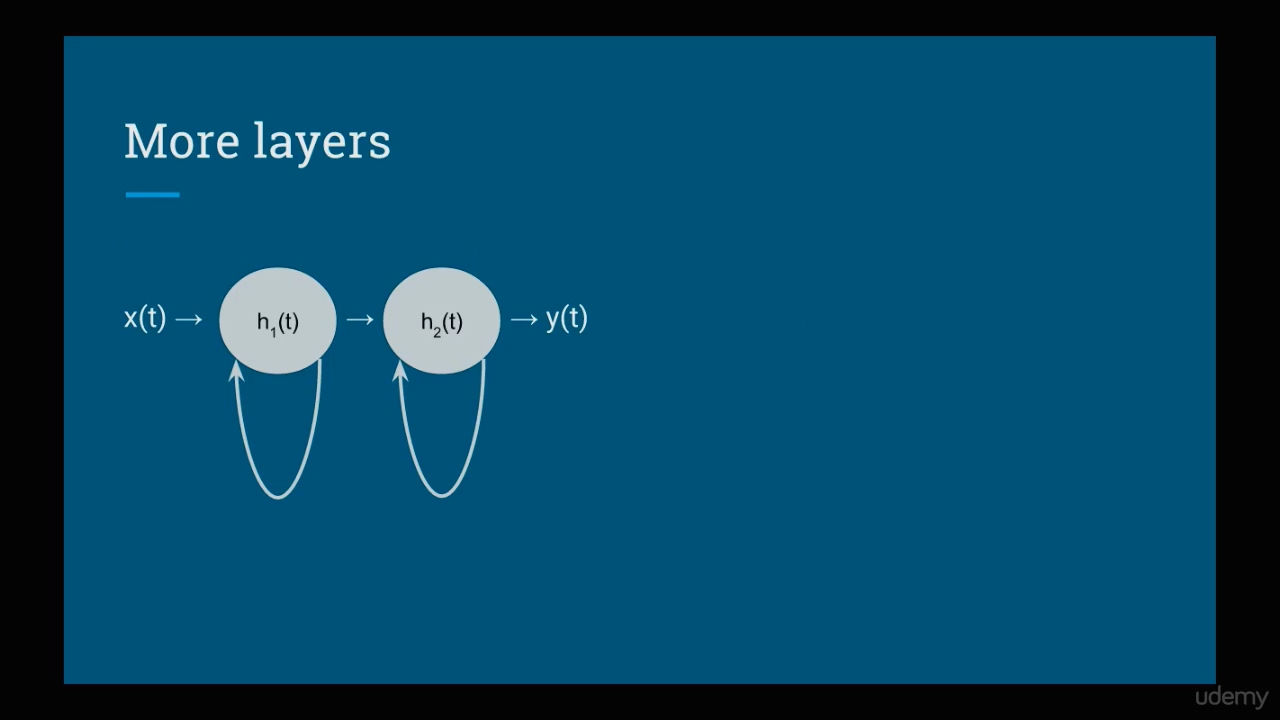 More layers
x(t) → h₁(t) → h₂(t) → y(t)
udemy